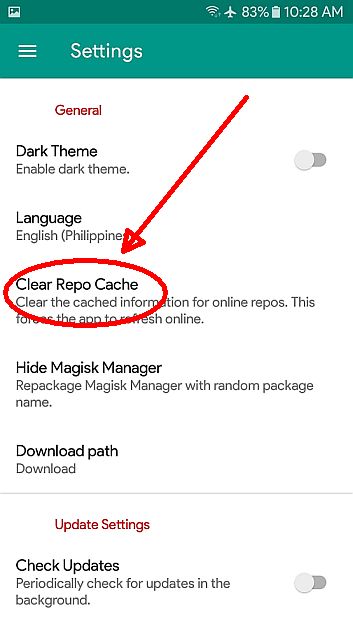 83% 10:28 AM
Settings
General
Dark Theme
Enable dark theme.
Language
English (Philippines
Clear Repo Cache
Clear the cached information for online repos. This
forces the app to refresh online.
Hide Magisk Manager
Repackage Magisk Manager with random package
name.
Download path
Download
Update Settings
Check Updates
Periodically check for updates in the
background.